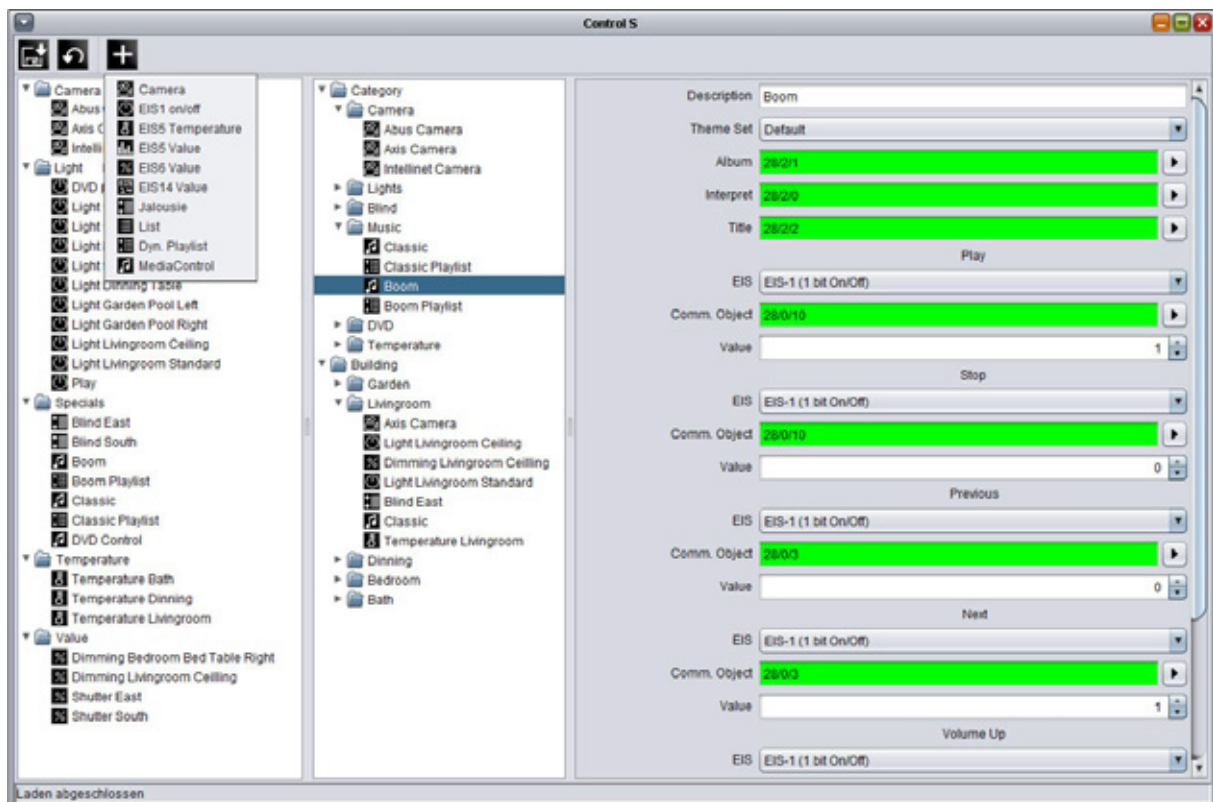 Control S
Camera
Abus
Axis C
Intelli
Light
DVD
Light
Light
Light
Light
Light Dinning Table
Light Garden Pool Left
Light Garden Pool Right
Light Livingroom Ceiling
Light Livingroom Standard
Play
Specials
Blind East
Blind South
Boom
Boom Playlist
Classic
Classic Playlist
DVD Control
Temperature
Temperature Bath
Temperature Dinning
Temperature Livingroom
Value
Dimming Bedroom Bed Table Right
Dimming Livingroom Ceilling
Shutter East
Shutter South
Camera
EIS1 on/off
EIS5 Temperature
EIS5 Value
EIS6 Value
EIS14 Value
Jalousie
List
Dyn. Playlist
MediaControl
Category
Camera
Abus Camera
Axis Camera
Intellinet Camera
Lights
Blind
Music
Classic
Classic Playlist
Boom
Boom Playlist
DVD
Temperature
Building
Garden
Livingroom
Axis Camera
Light Livingroom Ceiling
Dimming Livingroom Ceilling
Light Livingroom Standard
Blind East
Classic
Temperature Livingroom
Dinning
Bedroom
Bath
Description Boom
Theme Set Default
Album 28/2/1
Interpret 28/2/0
Title 28/2/2
Play
EIS EIS-1 (1 bit On/Off)
Comm. Object 28/0/10
Value 1
Stop
EIS EIS-1 (1 bit On/Off)
Comm. Object 28/0/10
Value 0
Previous
EIS EIS-1 (1 bit On/Off)
Comm. Object 28/0/3
Value 0
Next
EIS EIS-1 (1 bit On/Off)
Comm. Object 28/0/3
Value 1
Volume Up
EIS EIS-1 (1 bit On/Off)
Laden abgeschlossen